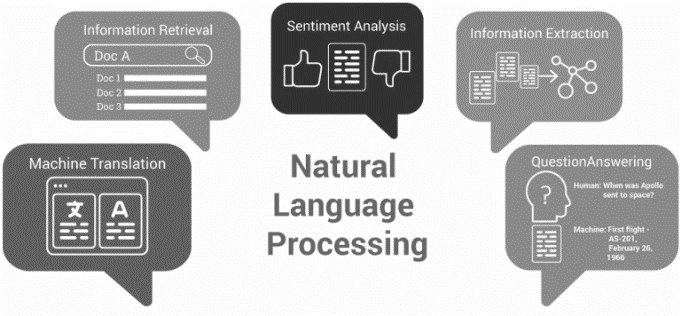 Information Retrieval
Doc A
Doc 1
Doc 2
Doc 3
Sentiment Analysis
Information Extraction
Machine Translation
文 A
Natural
Language
Processing
QuestionAnswering
?
Human: When was Apollo
sent to space?
Machine: First flight -
AS-201,
February 26,
1966